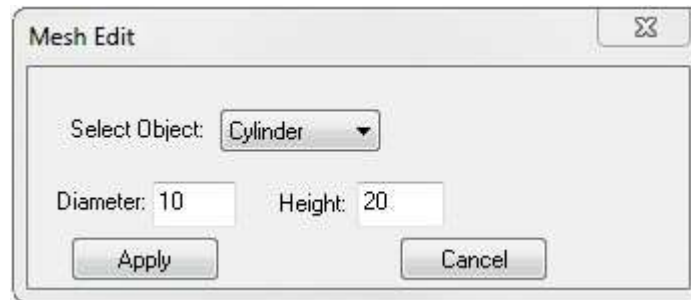 Mesh Edit
Select Object: Cylinder
Diameter: 10 Height: 20
Apply Cancel